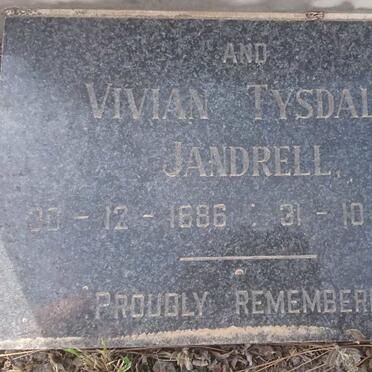 AND
VIVIAN TYSDAL
JANDRELL,
30 - 12 - 1886 : 31 - 10
PROUDLY REMEMBER